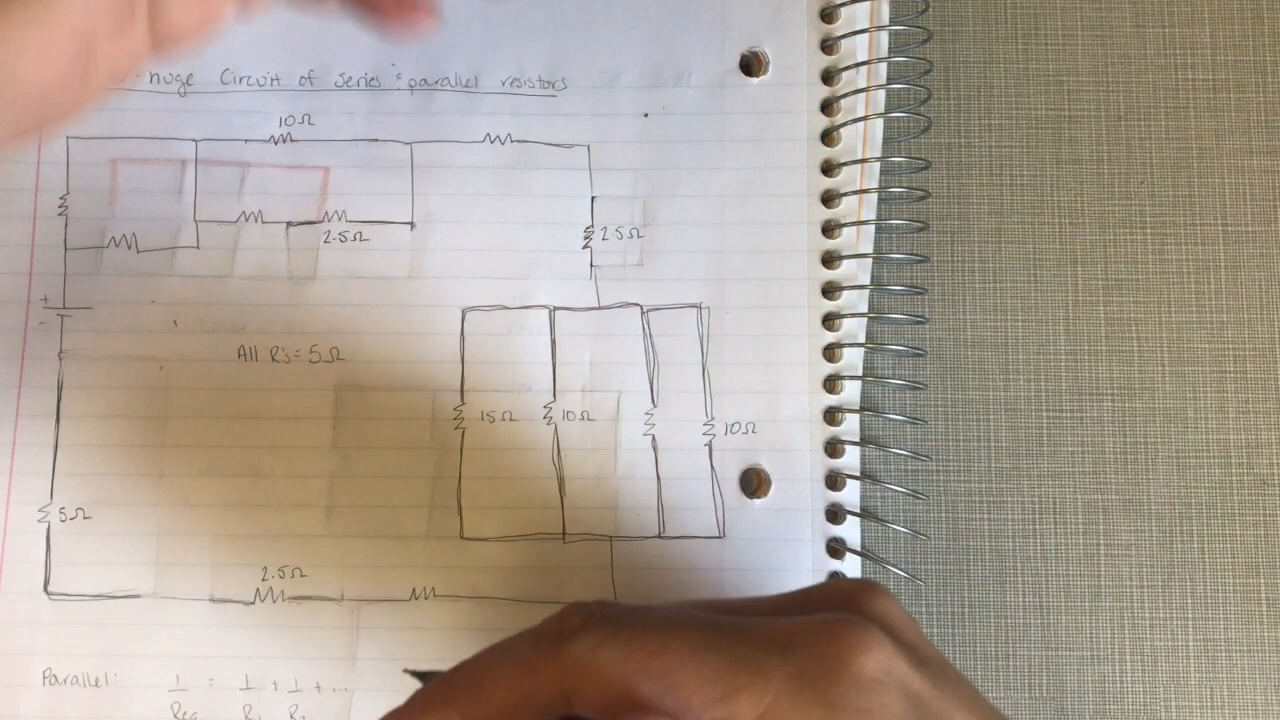 huge Circuit of series & parallel resistors
10Ω
2.5Ω
2.5Ω
+
-
All R's = 5Ω
15Ω
10Ω
10Ω
5Ω
2.5Ω
Parallel: 1 = 1 + 1 + ...
Req R₁ R₂